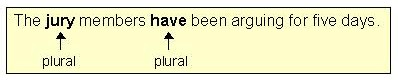 The jury members have been arguing for five days.
plural plural